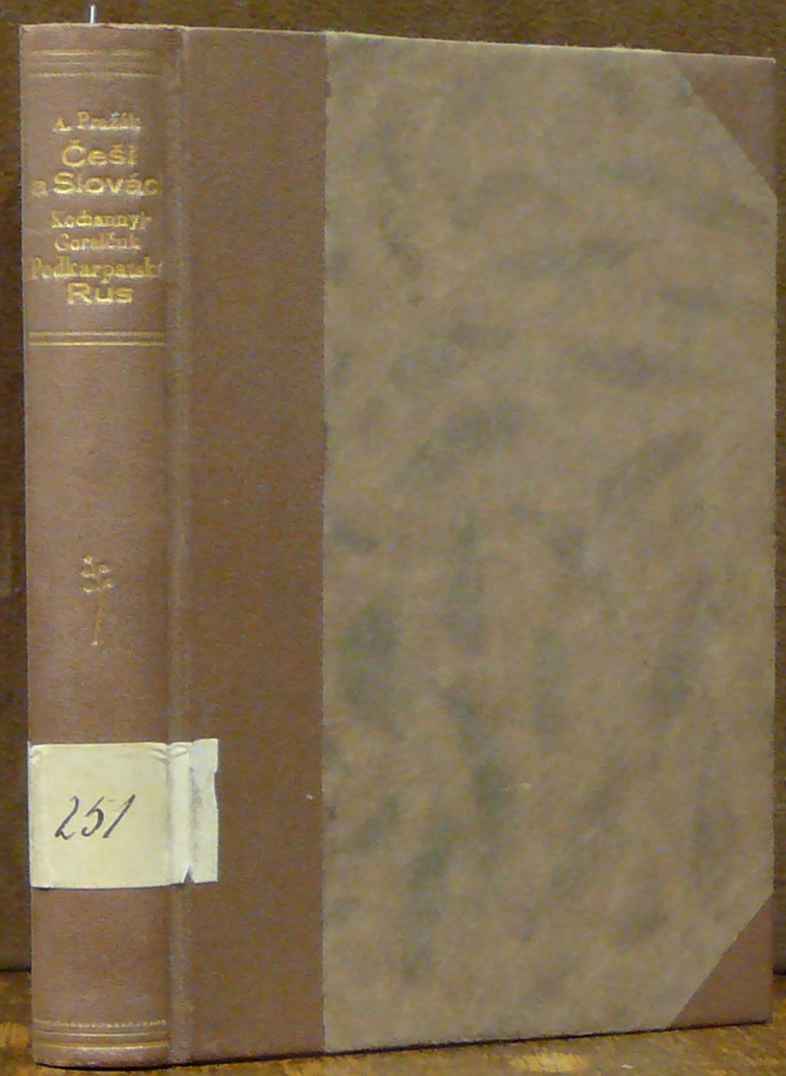 A. Pražák
Češi
a Slováci
Kochannyj-
Goralčuk
Podkarpatská
Rus
251